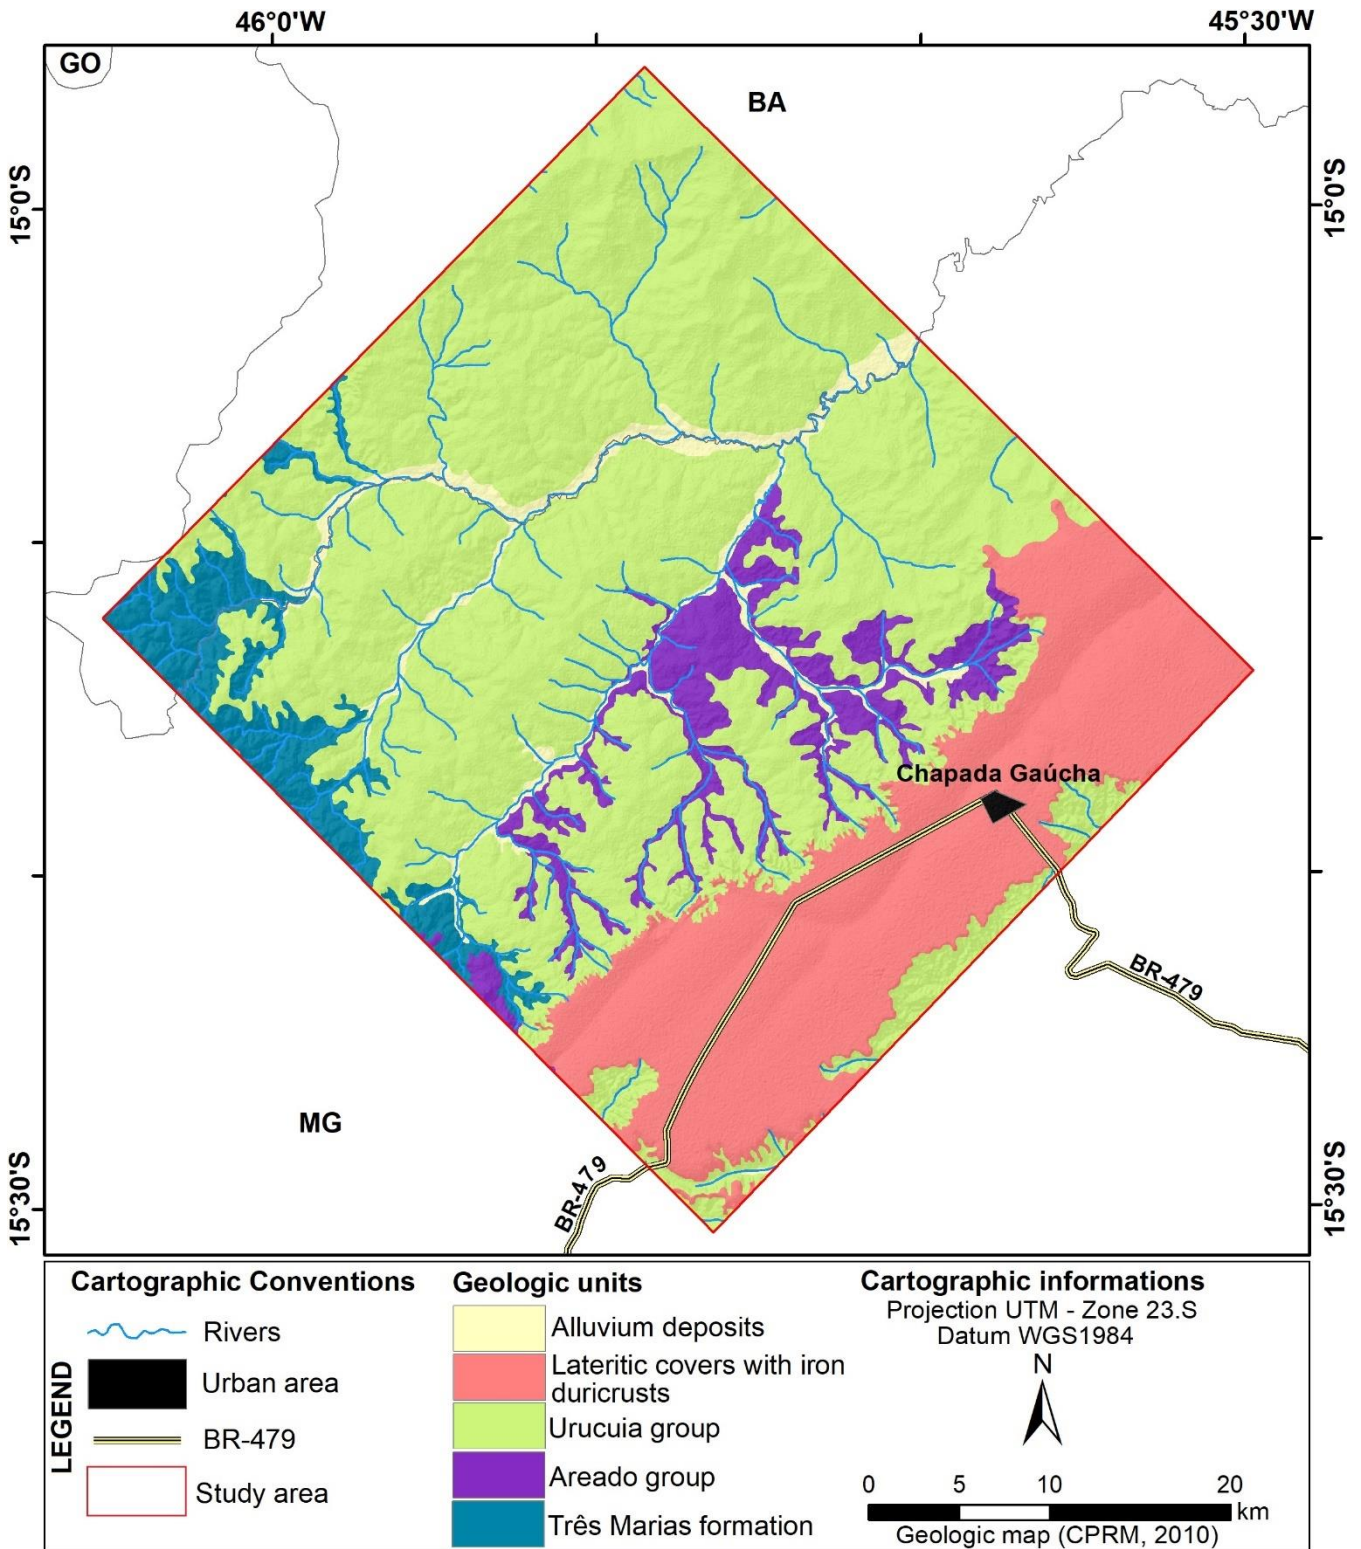 46°0'W
45°30'W
GO
BA
15°0'S
15°0'S
Chapada Gaúcha
BR-479
MG
BR-479
15°30'S
15°30'S
LEGEND
Cartographic Conventions
Rivers
Urban area
BR-479
Study area
Geologic units
Alluvium deposits
Lateritic covers with iron
duricrusts
Urucuia group
Areado group
Três Marias formation
Cartographic informations
Projection UTM - Zone 23.S
Datum WGS1984
N
0 5 10 20
km
Geologic map (CPRM, 2010)